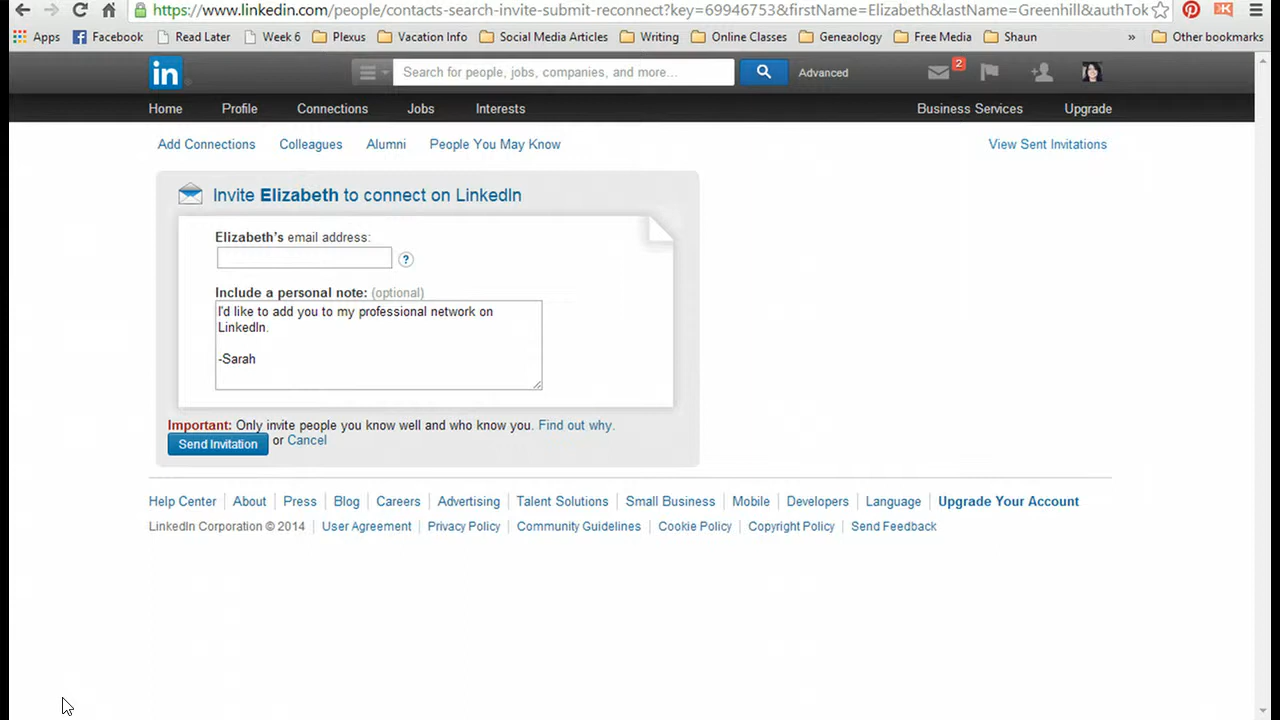 https://www.linkedin.com/people/contacts-search-invite-submit-reconnect?key=69946753&firstName=Elizabeth&lastName=Greenhill&authTok
Apps Facebook Read Later Week 6 Plexus Vacation Info Social Media Articles Writing Online Classes Geneaology Free Media Shaun » Other bookmarks
in Search for people, jobs, companies, and more... Advanced 2
Home Profile Connections Jobs Interests Business Services Upgrade
Add Connections Colleagues Alumni People You May Know View Sent Invitations
Invite Elizabeth to connect on LinkedIn
Elizabeth's email address:
?
Include a personal note: (optional)
I'd like to add you to my professional network on
LinkedIn.
-Sarah
Important: Only invite people you know well and who know you. Find out why.
Send Invitation or Cancel
Help Center About Press Blog Careers Advertising Talent Solutions Small Business Mobile Developers Language Upgrade Your Account
LinkedIn Corporation © 2014 User Agreement Privacy Policy Community Guidelines Cookie Policy Copyright Policy Send Feedback